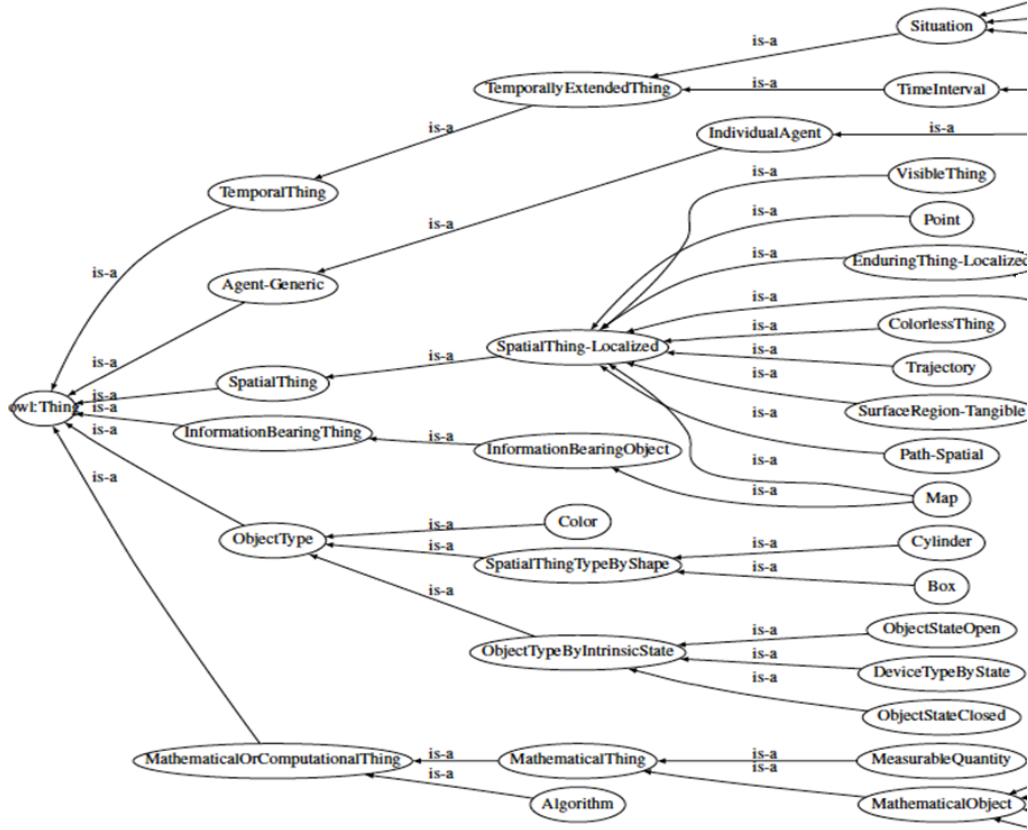 Situation
is-a
TemporallyExtendedThing
is-a
TimeInterval
is-a
IndividualAgent
is-a
is-a
VisibleThing
TemporalThing
is-a
Point
is-a
is-a
EnduringThing-Localized
is-a
Agent-Generic
is-a
is-a
ColorlessThing
SpatialThing-Localized
is-a
is-a
is-a
Trajectory
SpatialThing
is-a
is-a
owl:Thing
is-a
SurfaceRegion-Tangible
is-a
is-a
InformationBearingThing
is-a
InformationBearingObject
Path-Spatial
is-a
is-a
is-a
Map
Color
is-a
ObjectType
is-a
Cylinder
is-a
SpatialThingTypeByShape
is-a
Box
is-a
is-a
ObjectStateOpen
ObjectTypeByIntrinsicState
is-a
DeviceTypeByState
is-a
ObjectStateClosed
MathematicalOrComputationalThing
is-a
MathematicalThing
is-a
MeasurableQuantity
is-a
is-a
Algorithm
MathematicalObject